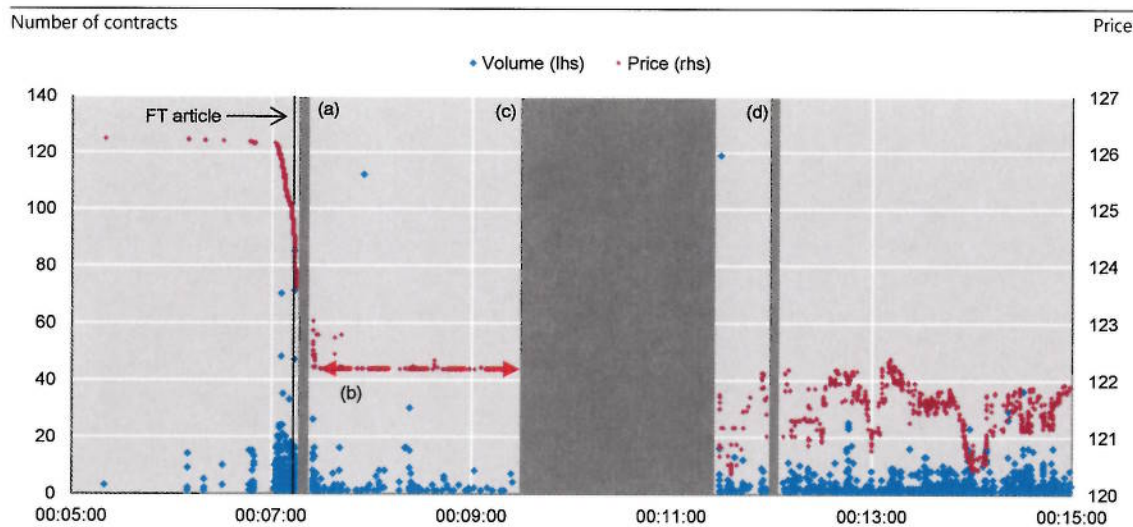 Number of contracts Price
Volume (lhs) Price (rhs)
140 127
FT article (a) (c) (d)
120 126
100 125
80 124
60 123
40 122
(b)
20 121
0 120
00:05:00 00:07:00 00:09:00 00:11:00 00:13:00 00:15:00